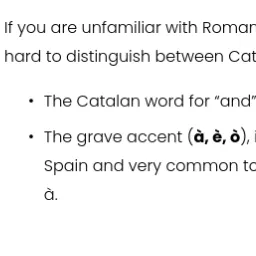 If you are unfamiliar with Roman
hard to distinguish between Cat
• The Catalan word for “and”
• The grave accent (à, è, ò), i
Spain and very common to
à.